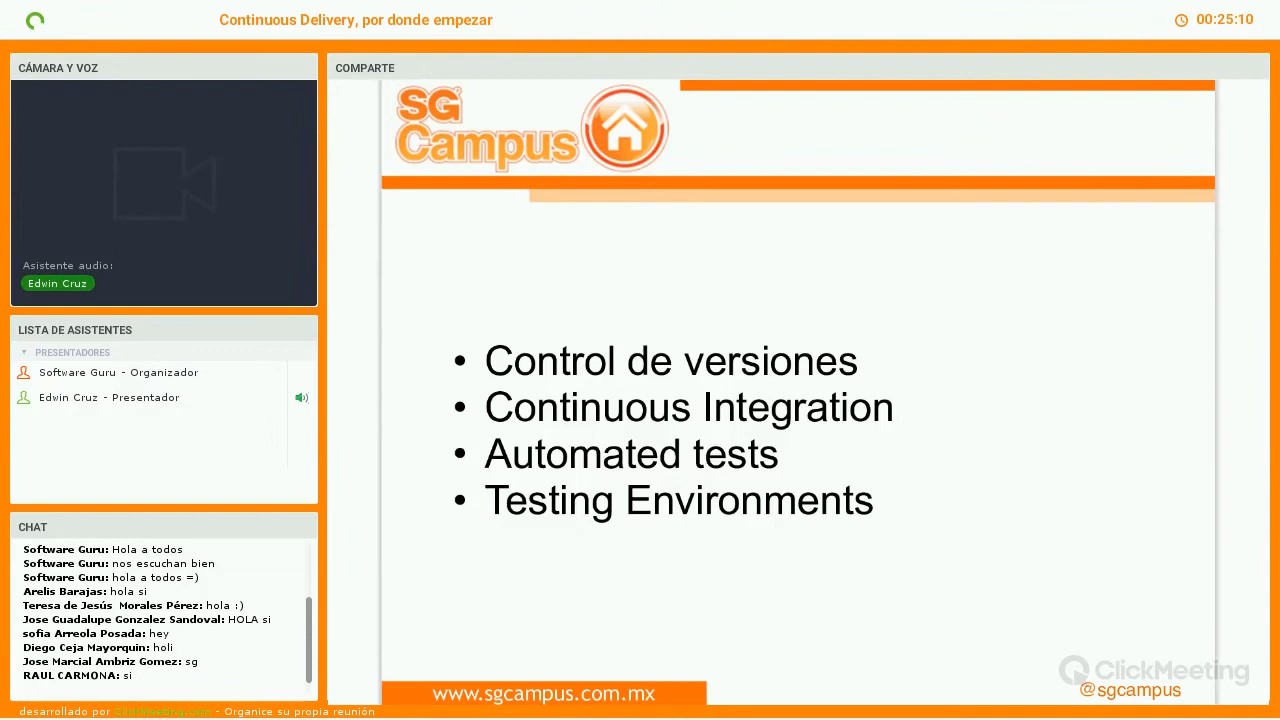 Continuous Delivery, por donde empezar
00:25:10
CÁMARA Y VOZ
Asistente audio:
Edwin Cruz
LISTA DE ASISTENTES
PRESENTADORES
Software Guru - Organizador
Edwin Cruz - Presentador
CHAT
Software Guru: Hola a todos
Software Guru: nos escuchan bien
Software Guru: hola a todos =)
Arelis Barajas: hola si
Teresa de Jesús Morales Pérez: hola :)
Jose Guadalupe Gonzalez Sandoval: HOLA si
sofia Arreola Posada: hey
Diego Ceja Mayorquin: holi
Jose Marcial Ambriz Gomez: sg
RAUL CARMONA: si
desarrollado por ClickMeeting.com - Organice su propia reunión
COMPARTE
SG
Campus
• Control de versiones
• Continuous Integration
• Automated tests
• Testing Environments
www.sgcampus.com.mx
ClickMeeting
@sgcampus